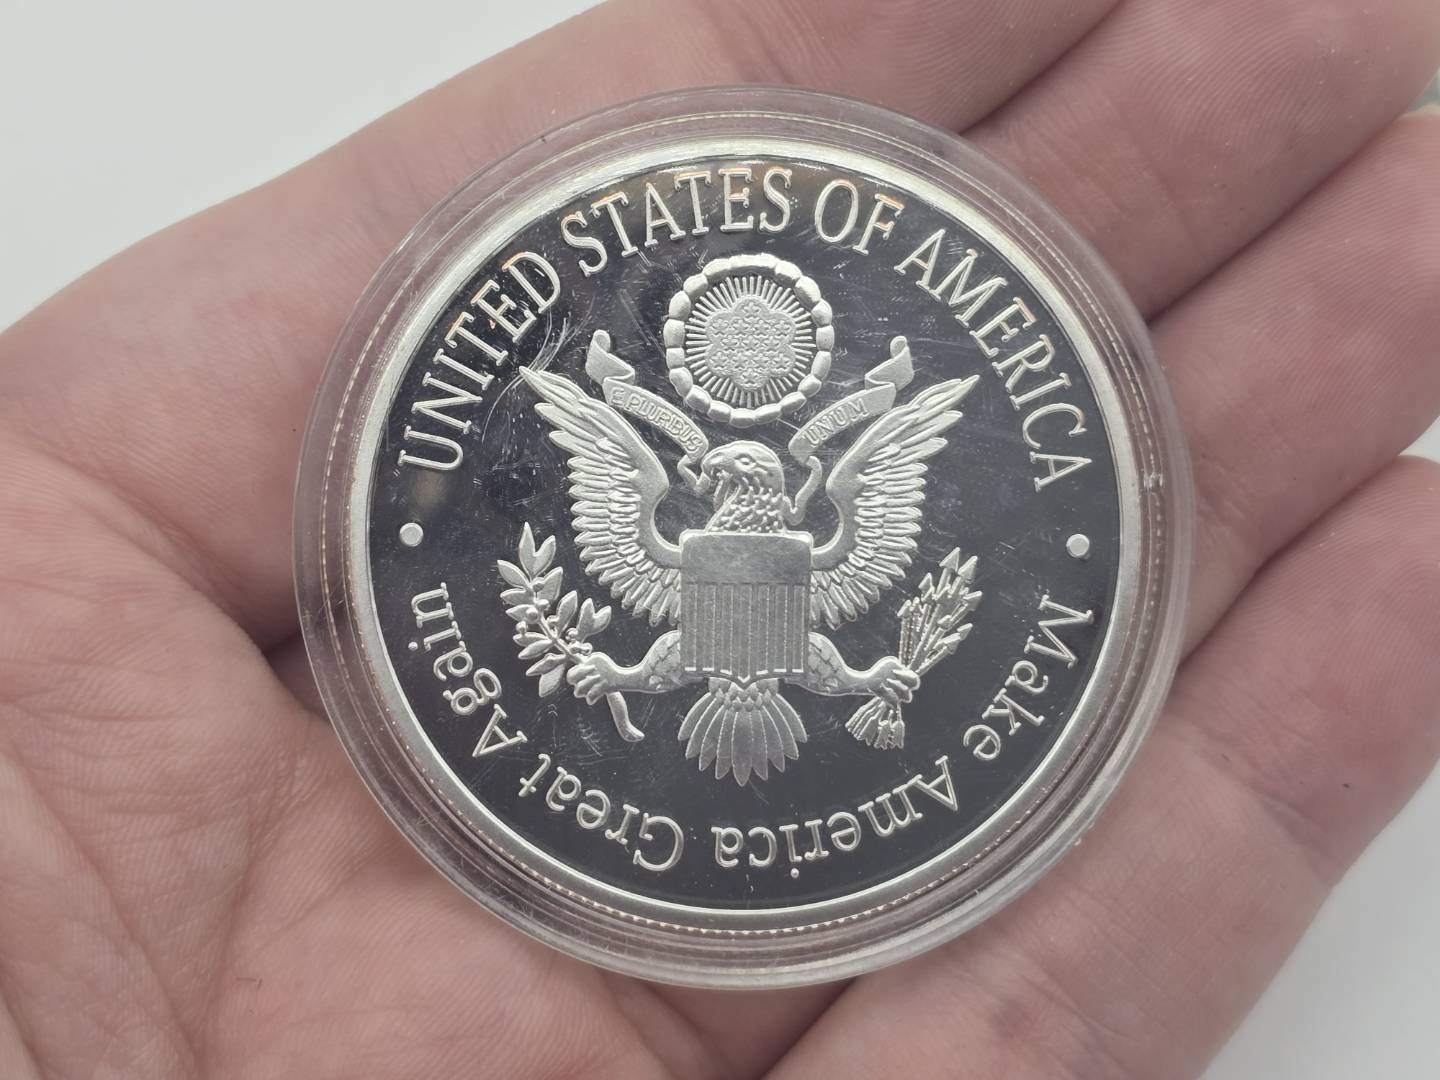 UNITED STATES OF AMERICA
E PLURIBUS UNUM
Make America Great Again